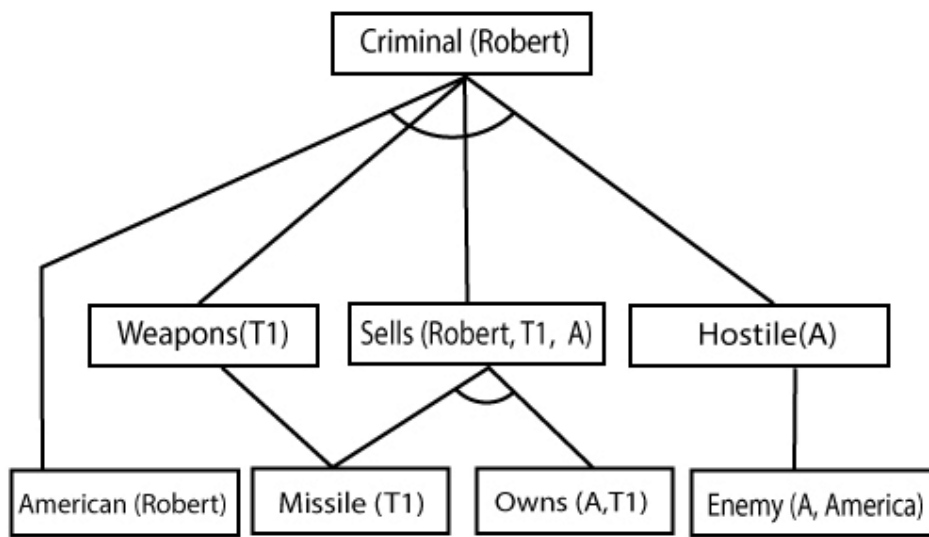 Criminal (Robert)
Weapons(T1)
Sells (Robert, T1, A)
Hostile(A)
American (Robert)
Missile (T1)
Owns (A,T1)
Enemy (A, America)